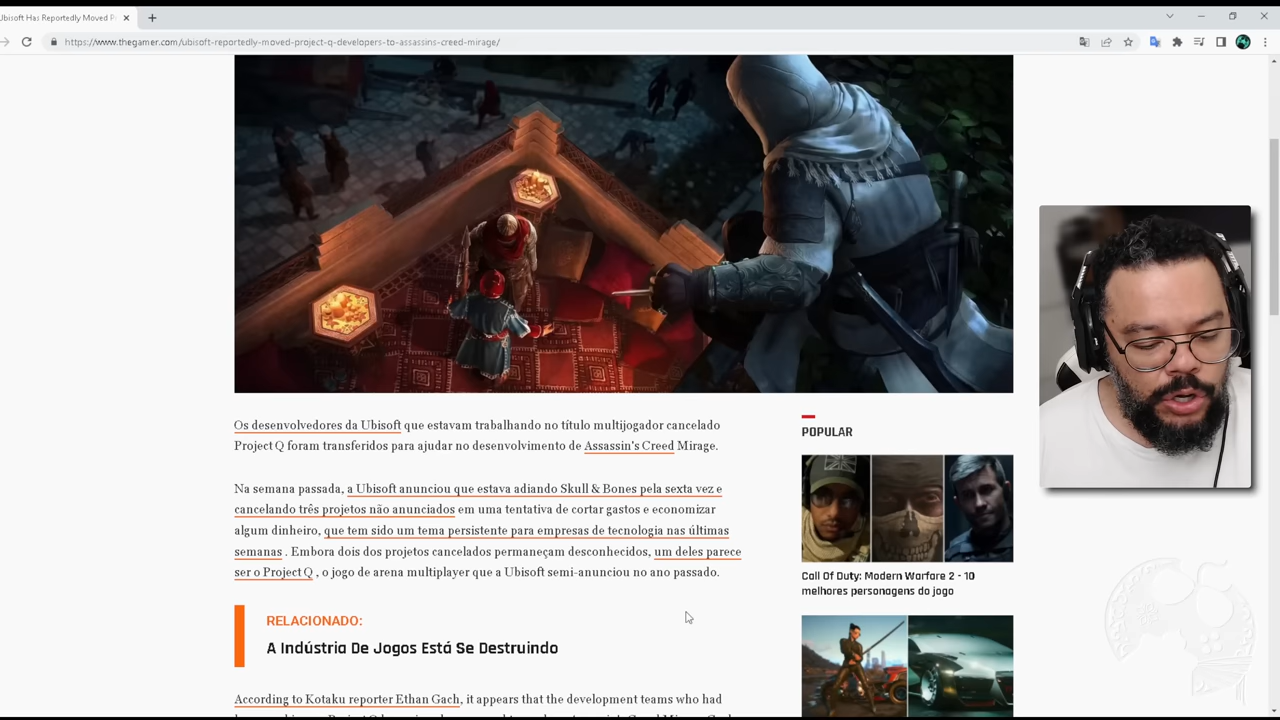 Ubisoft Has Reportedly Moved P
https://www.thegamer.com/ubisoft-reportedly-moved-project-q-developers-to-assassins-creed-mirage/
Os desenvolvedores da Ubisoft que estavam trabalhando no título multijogador cancelado
Project Q foram transferidos para ajudar no desenvolvimento de Assassin's Creed Mirage.
Na semana passada, a Ubisoft anunciou que estava adiando Skull & Bones pela sexta vez e
cancelando três projetos não anunciados em uma tentativa de cortar gastos e economizar
algum dinheiro, que tem sido um tema persistente para empresas de tecnologia nas últimas
semanas . Embora dois dos projetos cancelados permaneçam desconhecidos, um deles parece
ser o Project Q , o jogo de arena multiplayer que a Ubisoft semi-anunciou no ano passado.
RELACIONADO:
A Indústria De Jogos Está Se Destruindo
According to Kotaku reporter Ethan Gach, it appears that the development teams who had
POPULAR
Call Of Duty: Modern Warfare 2 - 10
melhores personagens do jogo